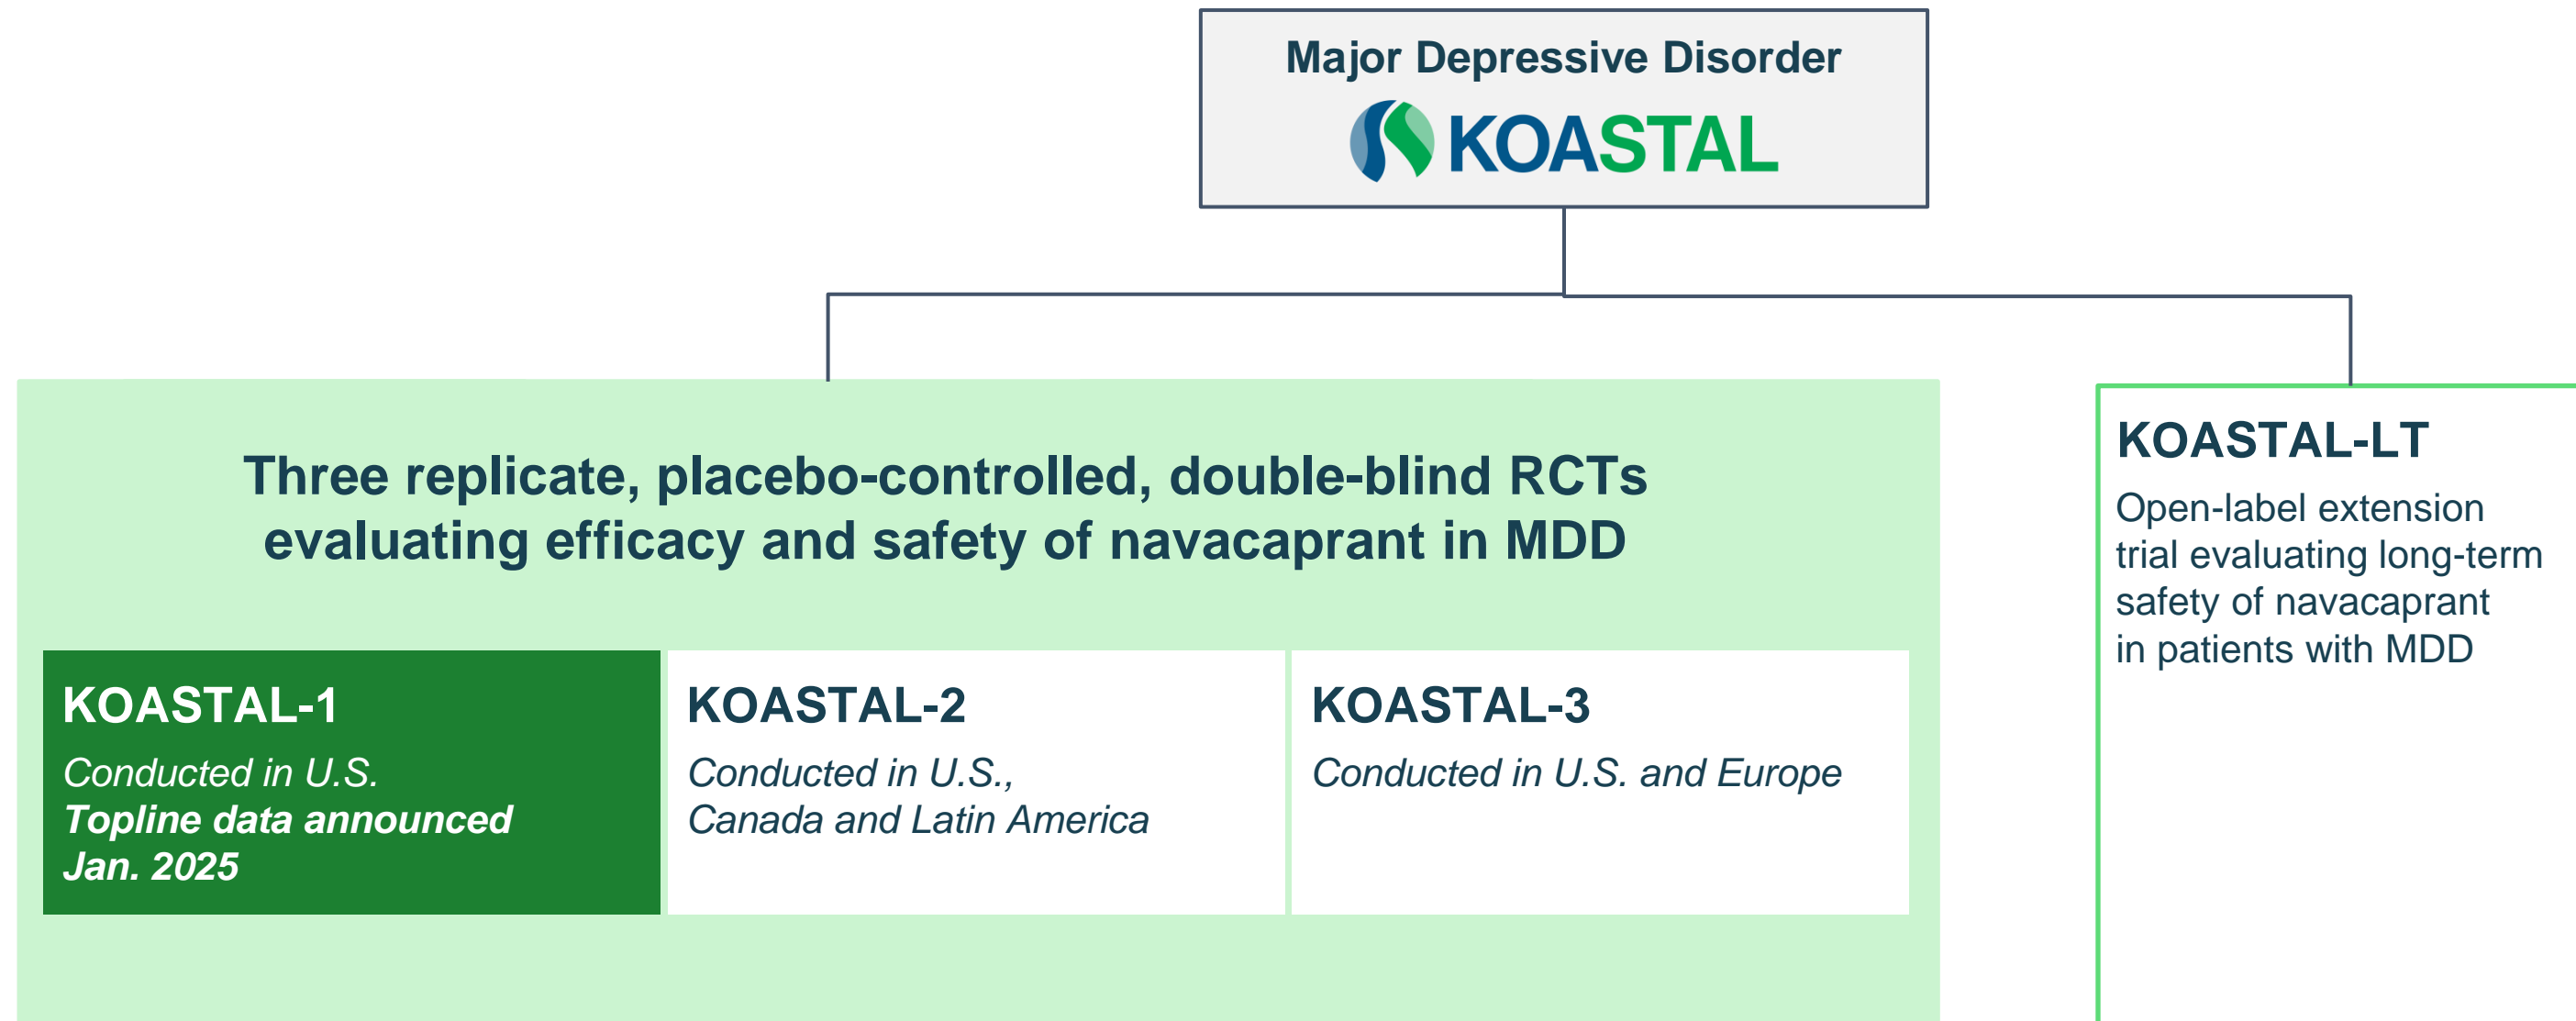 Major Depressive Disorder
KOASTAL
Three replicate, placebo-controlled, double-blind RCTs
evaluating efficacy and safety of navacaprant in MDD
KOASTAL-1
Conducted in U.S.
Topline data announced
Jan. 2025
KOASTAL-2
Conducted in U.S.,
Canada and Latin America
KOASTAL-3
Conducted in U.S. and Europe
KOASTAL-LT
Open-label extension
trial evaluating long-term
safety of navacaprant
in patients with MDD